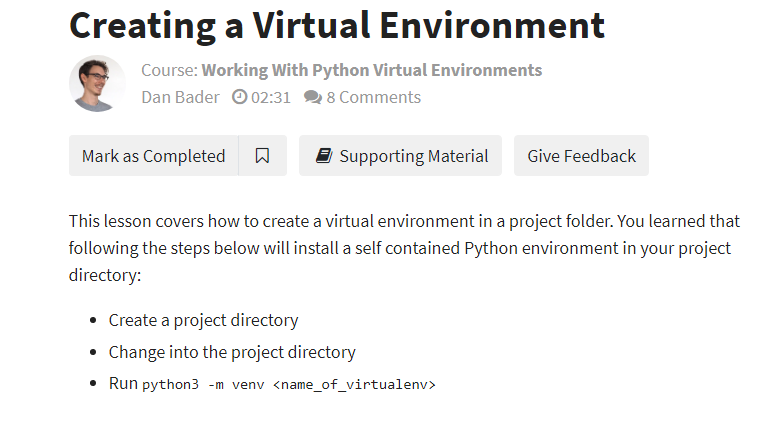 Creating a Virtual Environment
Course: Working With Python Virtual Environments
Dan Bader 02:31 8 Comments
Mark as Completed Supporting Material Give Feedback
This lesson covers how to create a virtual environment in a project folder. You learned that
following the steps below will install a self contained Python environment in your project
directory:
• Create a project directory
• Change into the project directory
• Run python3 -m venv <name_of_virtualenv>